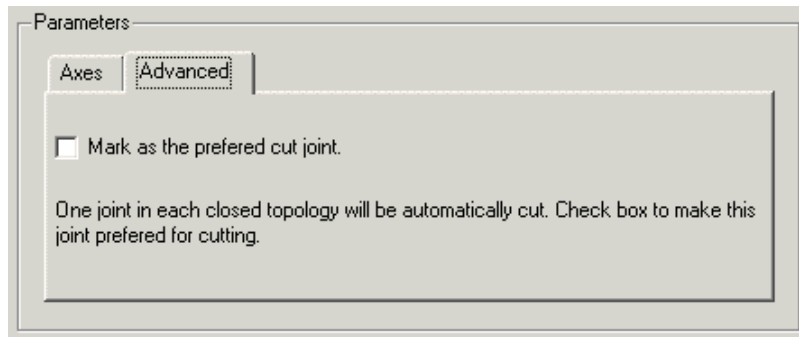 Parameters
Axes
Advanced
Mark as the prefered cut joint.
One joint in each closed topology will be automatically cut. Check box to make this
joint prefered for cutting.